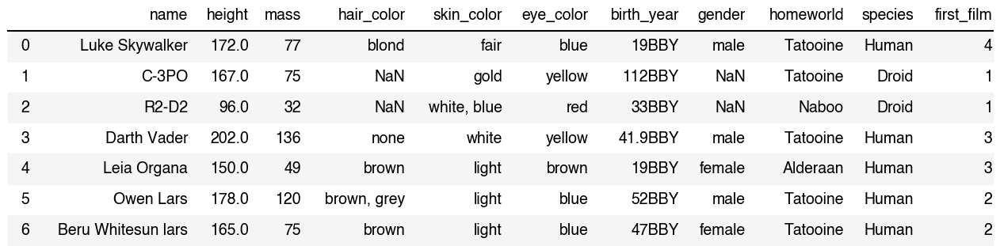 name height mass hair_color skin_color eye_color birth_year gender homeworld species first_film
0 Luke Skywalker 172.0 77 blond fair blue 19BBY male Tatooine Human 4
1 C-3PO 167.0 75 NaN gold yellow 112BBY NaN Tatooine Droid 1
2 R2-D2 96.0 32 NaN white, blue red 33BBY NaN Naboo Droid 1
3 Darth Vader 202.0 136 none white yellow 41.9BBY male Tatooine Human 3
4 Leia Organa 150.0 49 brown light brown 19BBY female Alderaan Human 3
5 Owen Lars 178.0 120 brown, grey light blue 52BBY male Tatooine Human 2
6 Beru Whitesun lars 165.0 75 brown light blue 47BBY female Tatooine Human 2